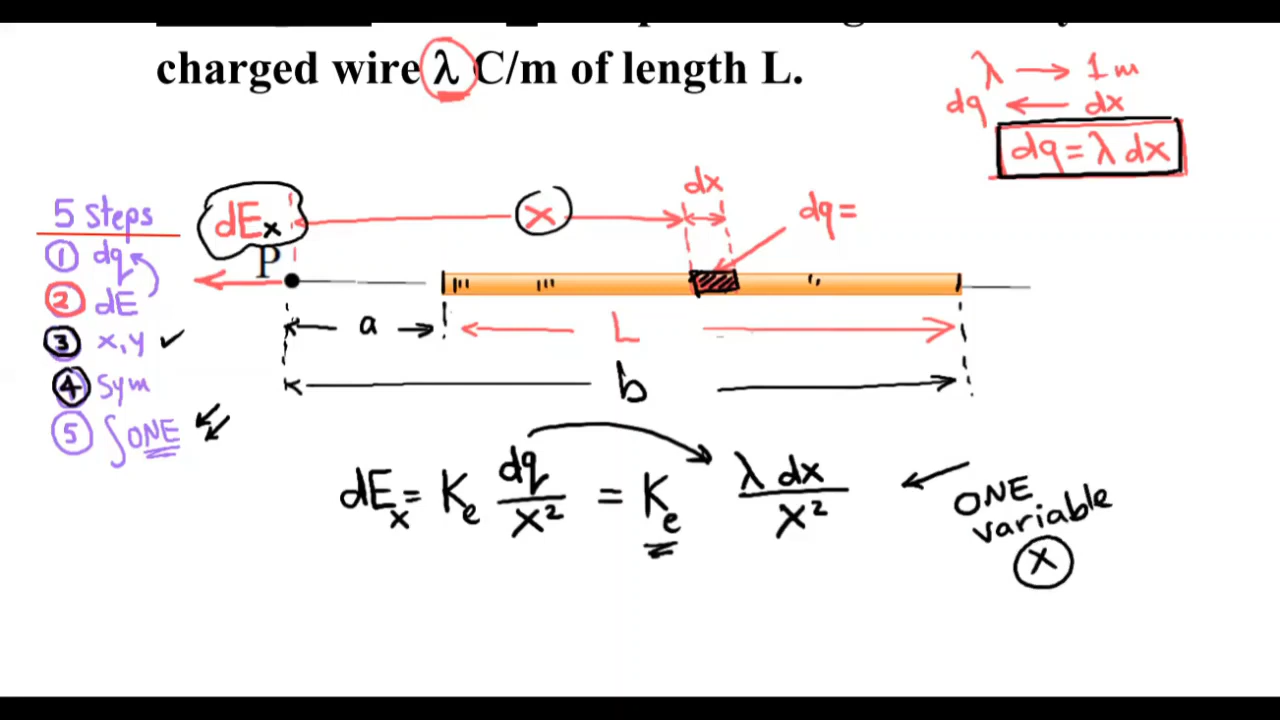 charged wire λ C/m of length L.
λ → 1m
dq ← dx
dq = λ dx
5 Steps
① dq
② dE
③ x, y ✓
④ Sym
⑤ ∫ ONE
dEx
x
dx
dq=
P
a
L
b
dEx = Ke dq/x² = Ke λ dx/x²
ONE
variable
x